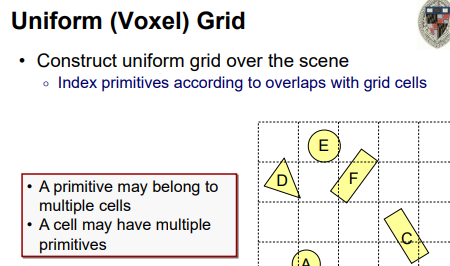 Uniform (Voxel) Grid
• Construct uniform grid over the scene
◦ Index primitives according to overlaps with grid cells
E
D
F
• A primitive may belong to
multiple cells
• A cell may have multiple
primitives
C
A